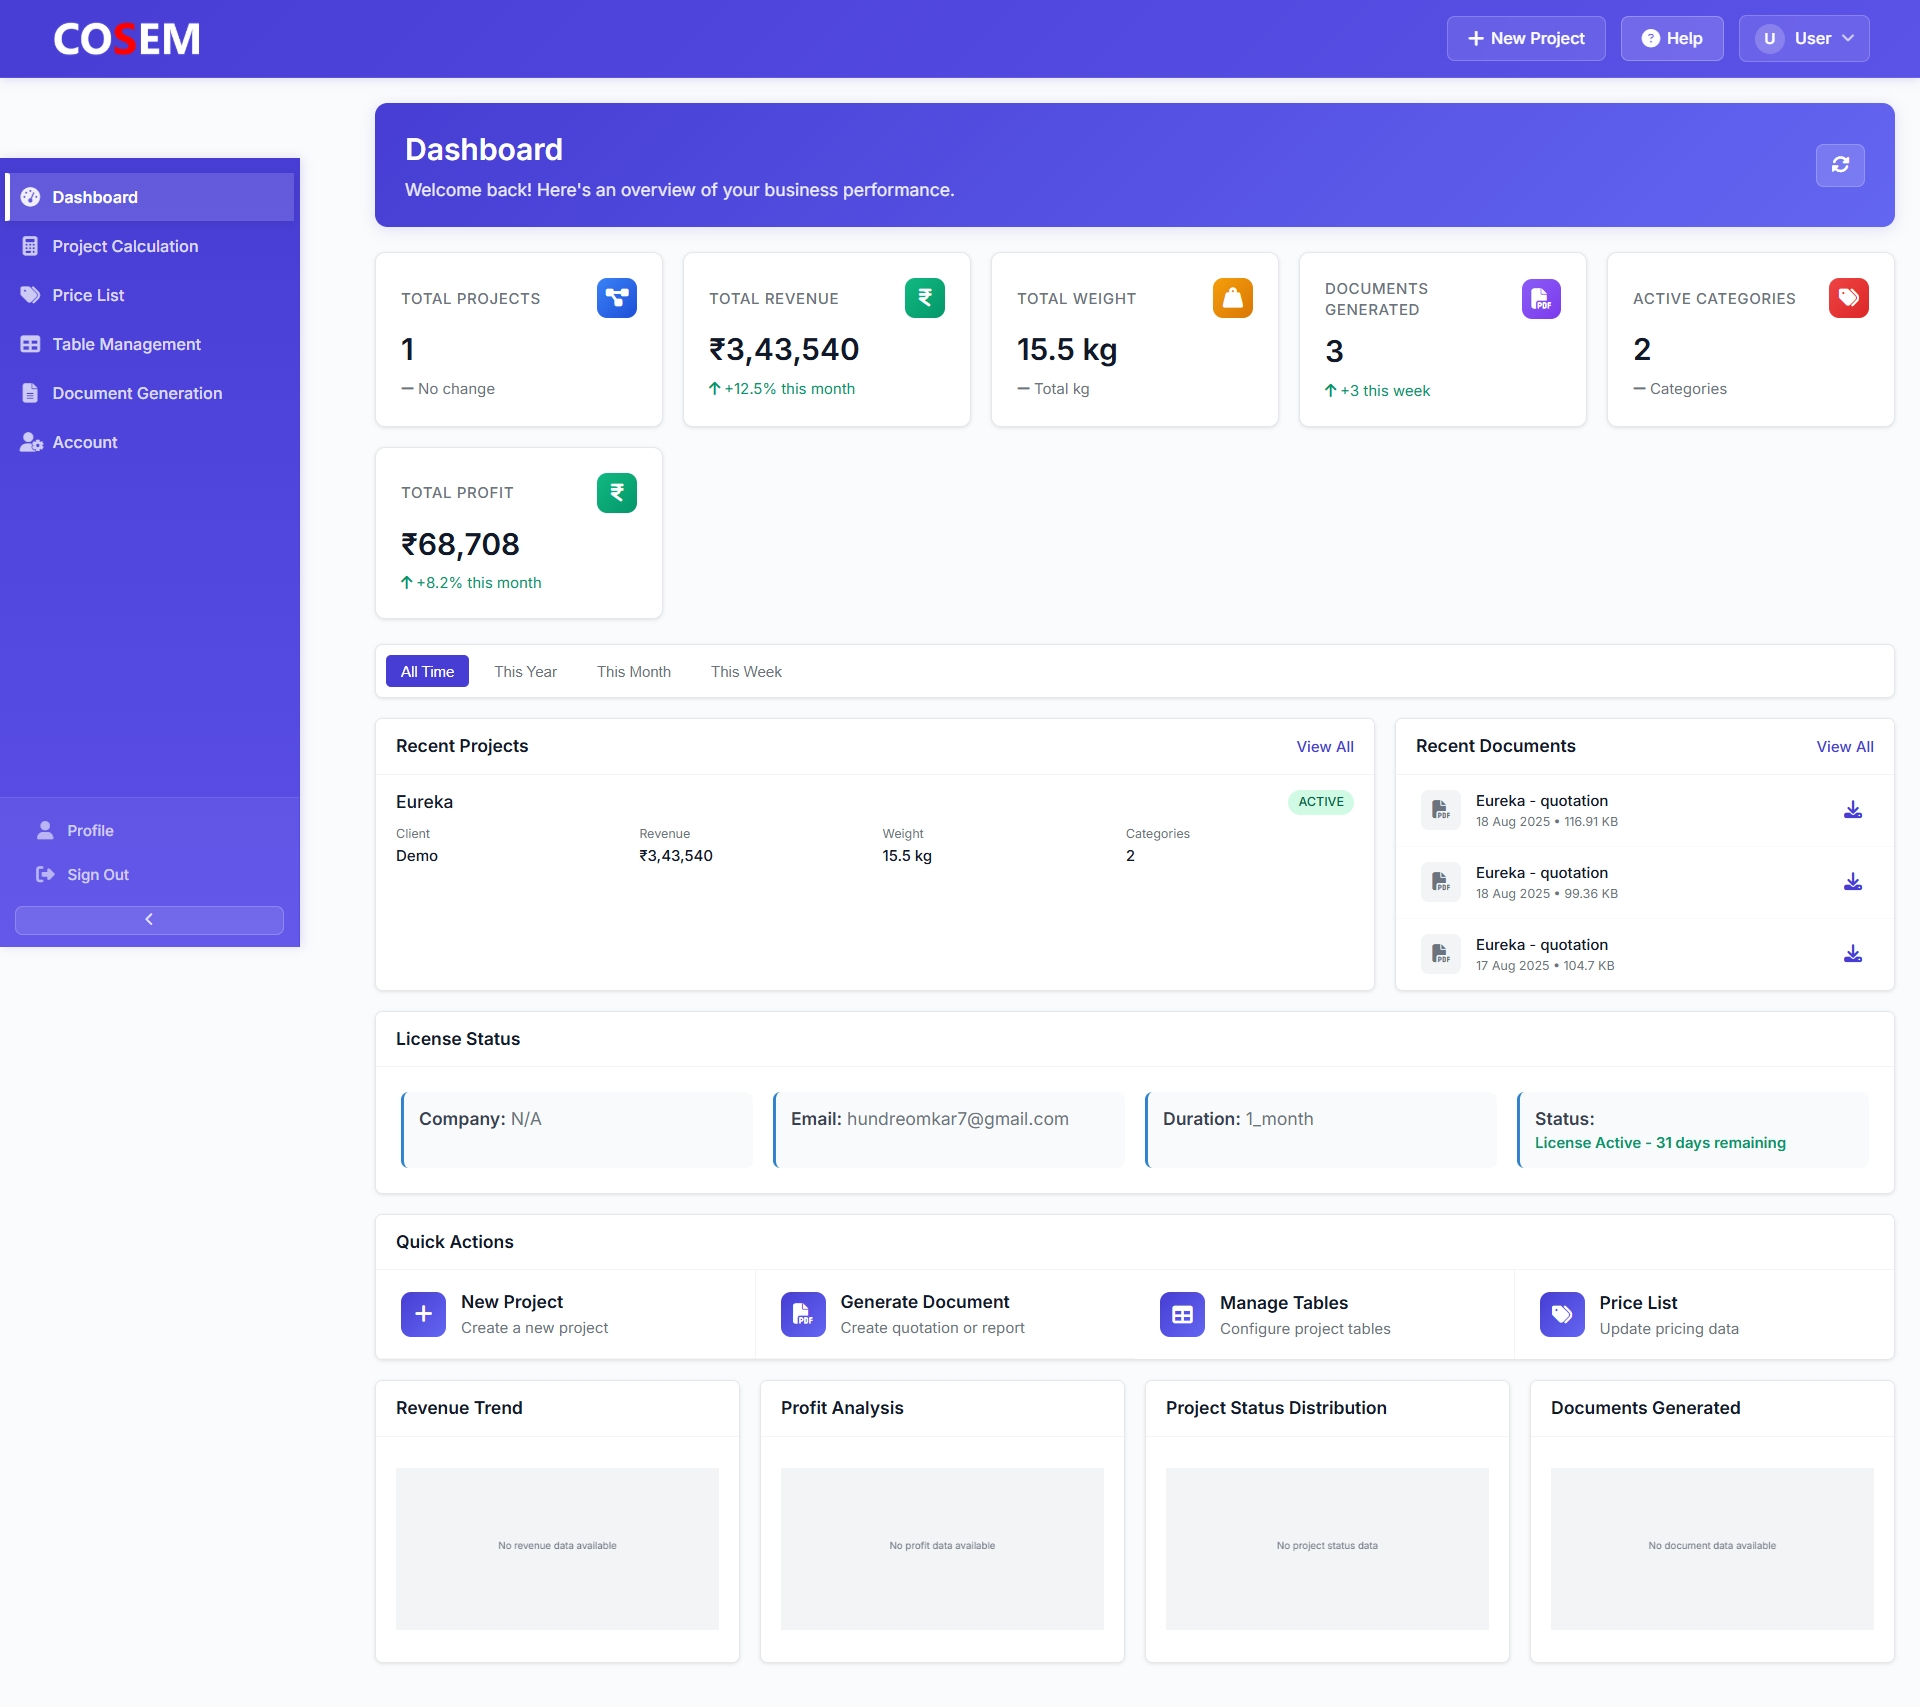 COSEM
New Project
Help
U User
Dashboard
Project Calculation
Price List
Table Management
Document Generation
Account
Profile
Sign Out
Dashboard
Welcome back! Here's an overview of your business performance.
TOTAL PROJECTS
1
No change
TOTAL REVENUE
₹3,43,540
+12.5% this month
TOTAL WEIGHT
15.5 kg
Total kg
DOCUMENTS
GENERATED
3
+3 this week
ACTIVE CATEGORIES
2
Categories
TOTAL PROFIT
₹68,708
+8.2% this month
All Time This Year This Month This Week
Recent Projects View All
Eureka ACTIVE
Client Revenue Weight Categories
Demo ₹3,43,540 15.5 kg 2
Recent Documents View All
PDF
Eureka - quotation
18 Aug 2025 • 116.91 KB
PDF
Eureka - quotation
18 Aug 2025 • 99.36 KB
PDF
Eureka - quotation
17 Aug 2025 • 104.7 KB
License Status
Company: N/A
Email: hundreomkar7@gmail.com
Duration: 1_month
Status:
License Active - 31 days remaining
Quick Actions
New Project
Create a new project
PDF
Generate Document
Create quotation or report
Manage Tables
Configure project tables
Price List
Update pricing data
Revenue Trend
No revenue data available
Profit Analysis
No profit data available
Project Status Distribution
No project status data
Documents Generated
No document data available